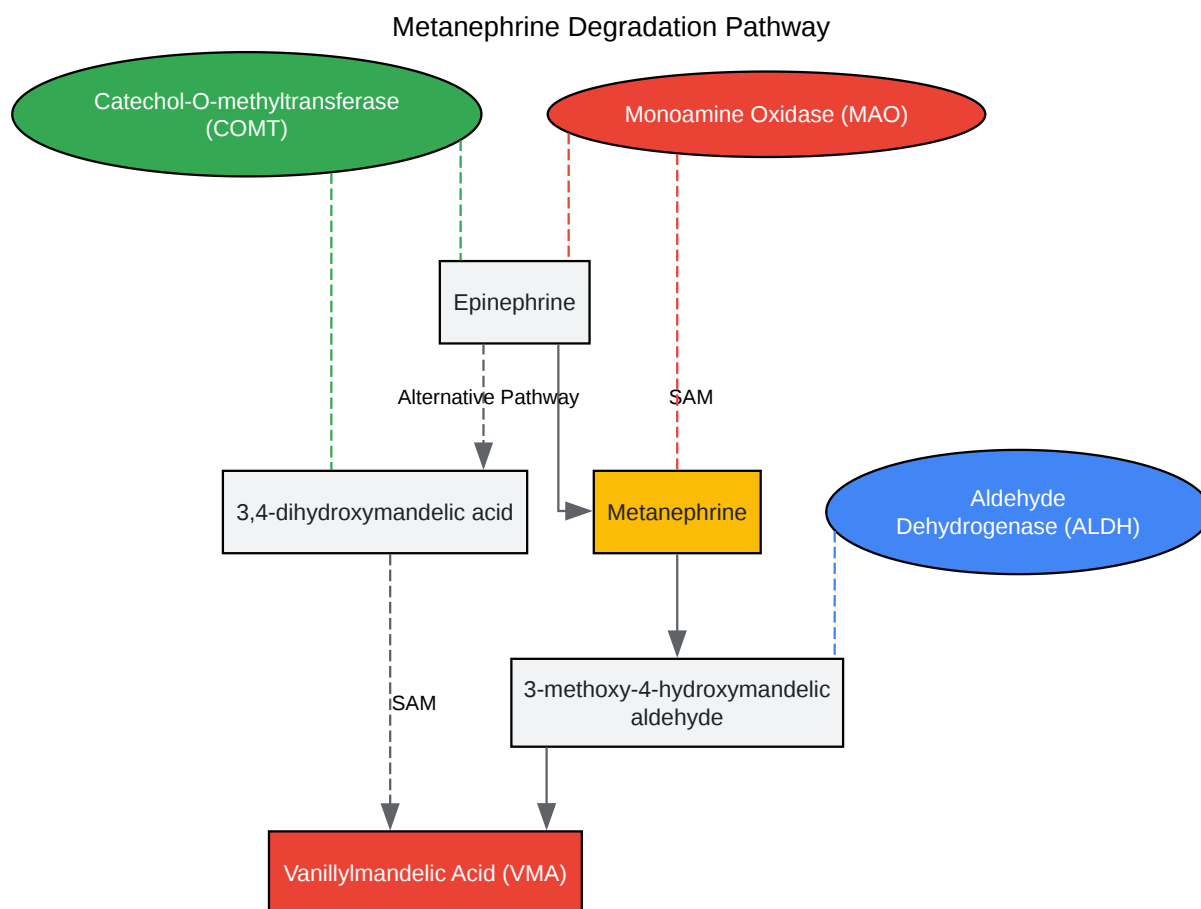 Metanephrine Degradation Pathway
Catechol-O-methyltransferase
(COMT)
Monoamine Oxidase (MAO)
Epinephrine
Alternative Pathway
SAM
3,4-dihydroxymandelic acid
Metanephrine
Aldehyde
Dehydrogenase (ALDH)
3-methoxy-4-hydroxymandelic
aldehyde
SAM
Vanillylmandelic Acid (VMA)